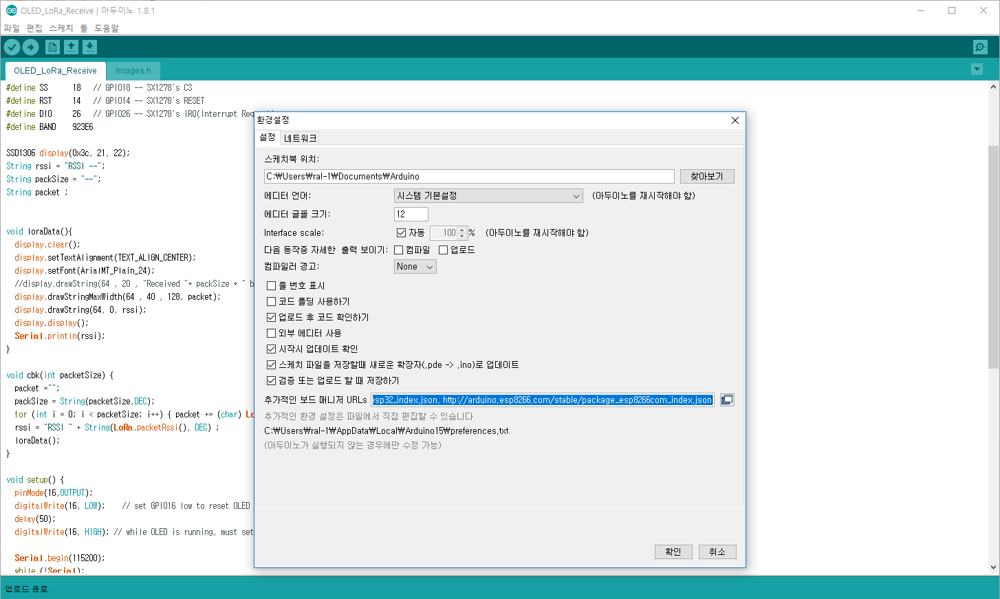 OLED_LoRa_Receive | 아두이노 1.8.1
파일 편집 스케치 툴 도움말
OLED_LoRa_Receive images.h
#define SS 18 // GPIO18 -- SX1278's CS
#define RST 14 // GPIO14 -- SX1278's RESET
#define DIO 26 // GPIO26 -- SX1278's IRQ(Interrupt Request)
#define BAND 923E6
SSD1306 display(0x3c, 21, 22);
String rssi = "RSSI --";
String packSize = "--";
String packet ;
void loraData(){
display.clear();
display.setTextAlignment(TEXT_ALIGN_CENTER);
display.setFont(ArialMT_Plain_24);
//display.drawString(64 , 20 , "Received "+ packSize + " b
display.drawStringMaxWidth(64 , 40 , 128, packet);
display.drawString(64, 0, rssi);
display.display();
Serial.println(rssi);
}
void cbk(int packetSize) {
packet ="";
packSize = String(packetSize,DEC);
for (int i = 0; i < packetSize; i++) { packet += (char) Lo
rssi = "RSSI " + String(LoRa.packetRssi(), DEC) ;
loraData();
}
void setup() {
pinMode(16,OUTPUT);
digitalWrite(16, LOW); // set GPIO16 low to reset OLED
delay(50);
digitalWrite(16, HIGH); // while OLED is running, must set
Serial.begin(115200);
while (!Serial);
업로드 완료.
환경설정
설정 네트워크
스케치북 위치:
C:₩Users₩ral-1₩Documents₩Arduino 찾아보기
에디터 언어: 시스템 기본설정 (아두이노를 재시작해야 함)
에디터 글꼴 크기: 12
Interface scale: 자동 100 % (아두이노를 재시작해야 함)
다음 동작중 자세한 출력 보이기: 컴파일 업로드
컴파일러 경고: None
줄 번호 표시
코드 폴딩 사용하기
업로드 후 코드 확인하기
외부 에디터 사용
시작시 업데이트 확인
스케치 파일을 저장할때 새로운 확장자(.pde -> .ino)로 업데이트
검증 또는 업로드 할 때 저장하기
추가적인 보드 매니저 URLs esp32_index.json, http://arduino.esp8266.com/stable/package_esp8266com_index.json
추가적인 환경 설정은 파일에서 직접 편집할 수 있습니다
C:₩Users₩ral-1₩AppData₩Local₩Arduino15₩preferences.txt
(아두이노가 실행되지 않는 경우에만 수정 가능)
확인 취소